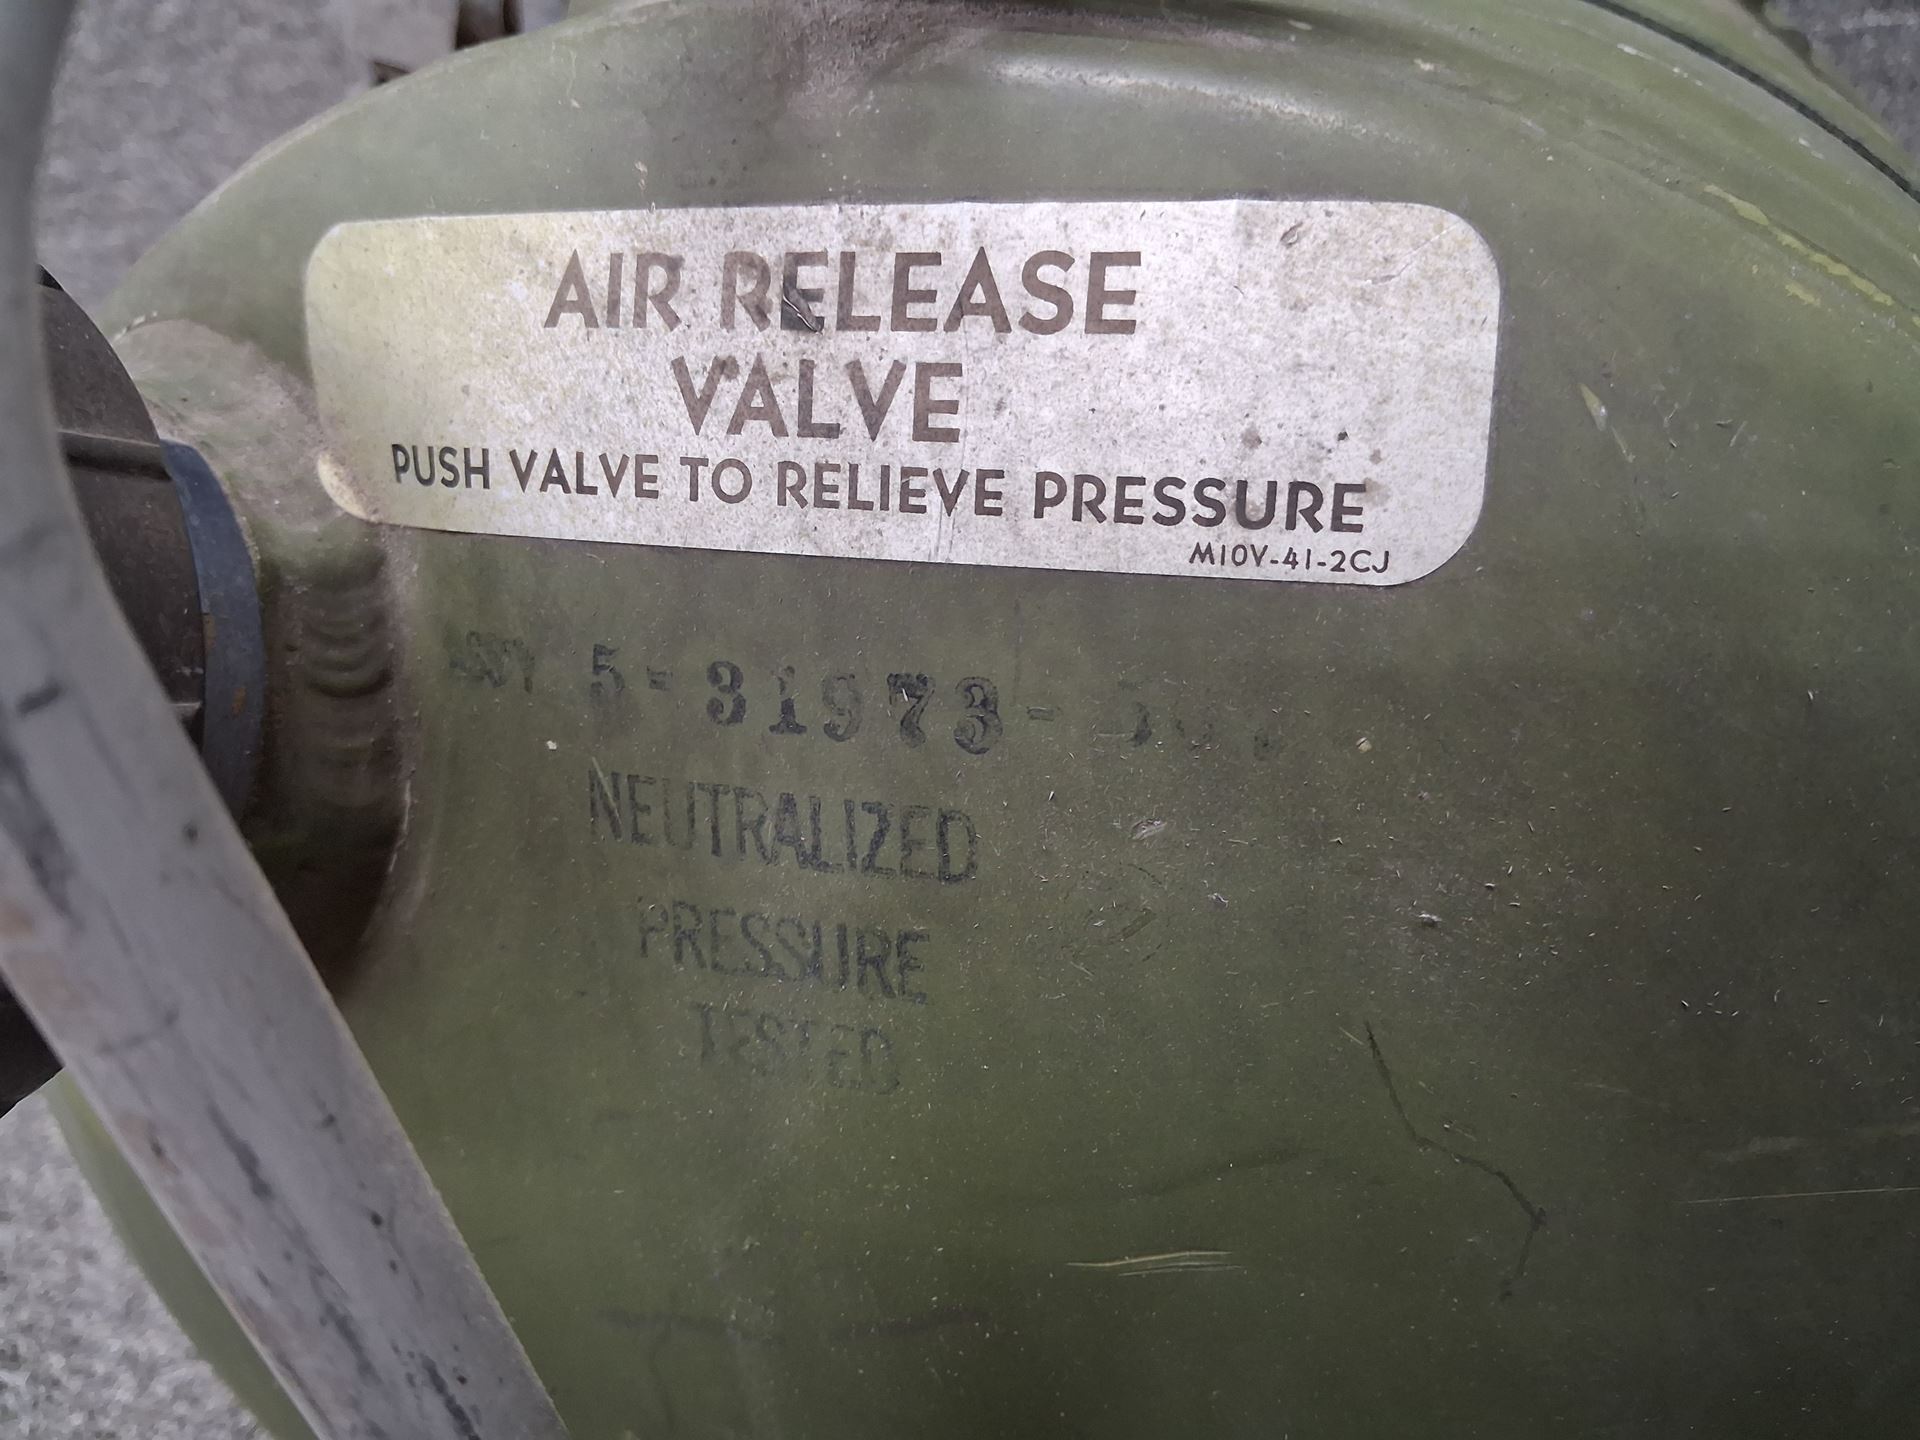 AIR RELEASE
VALVE
PUSH VALVE TO RELIEVE PRESSURE
M10V-41-2CJ
5-31973-
NEUTRALIZED
PRESSURE
TESTED